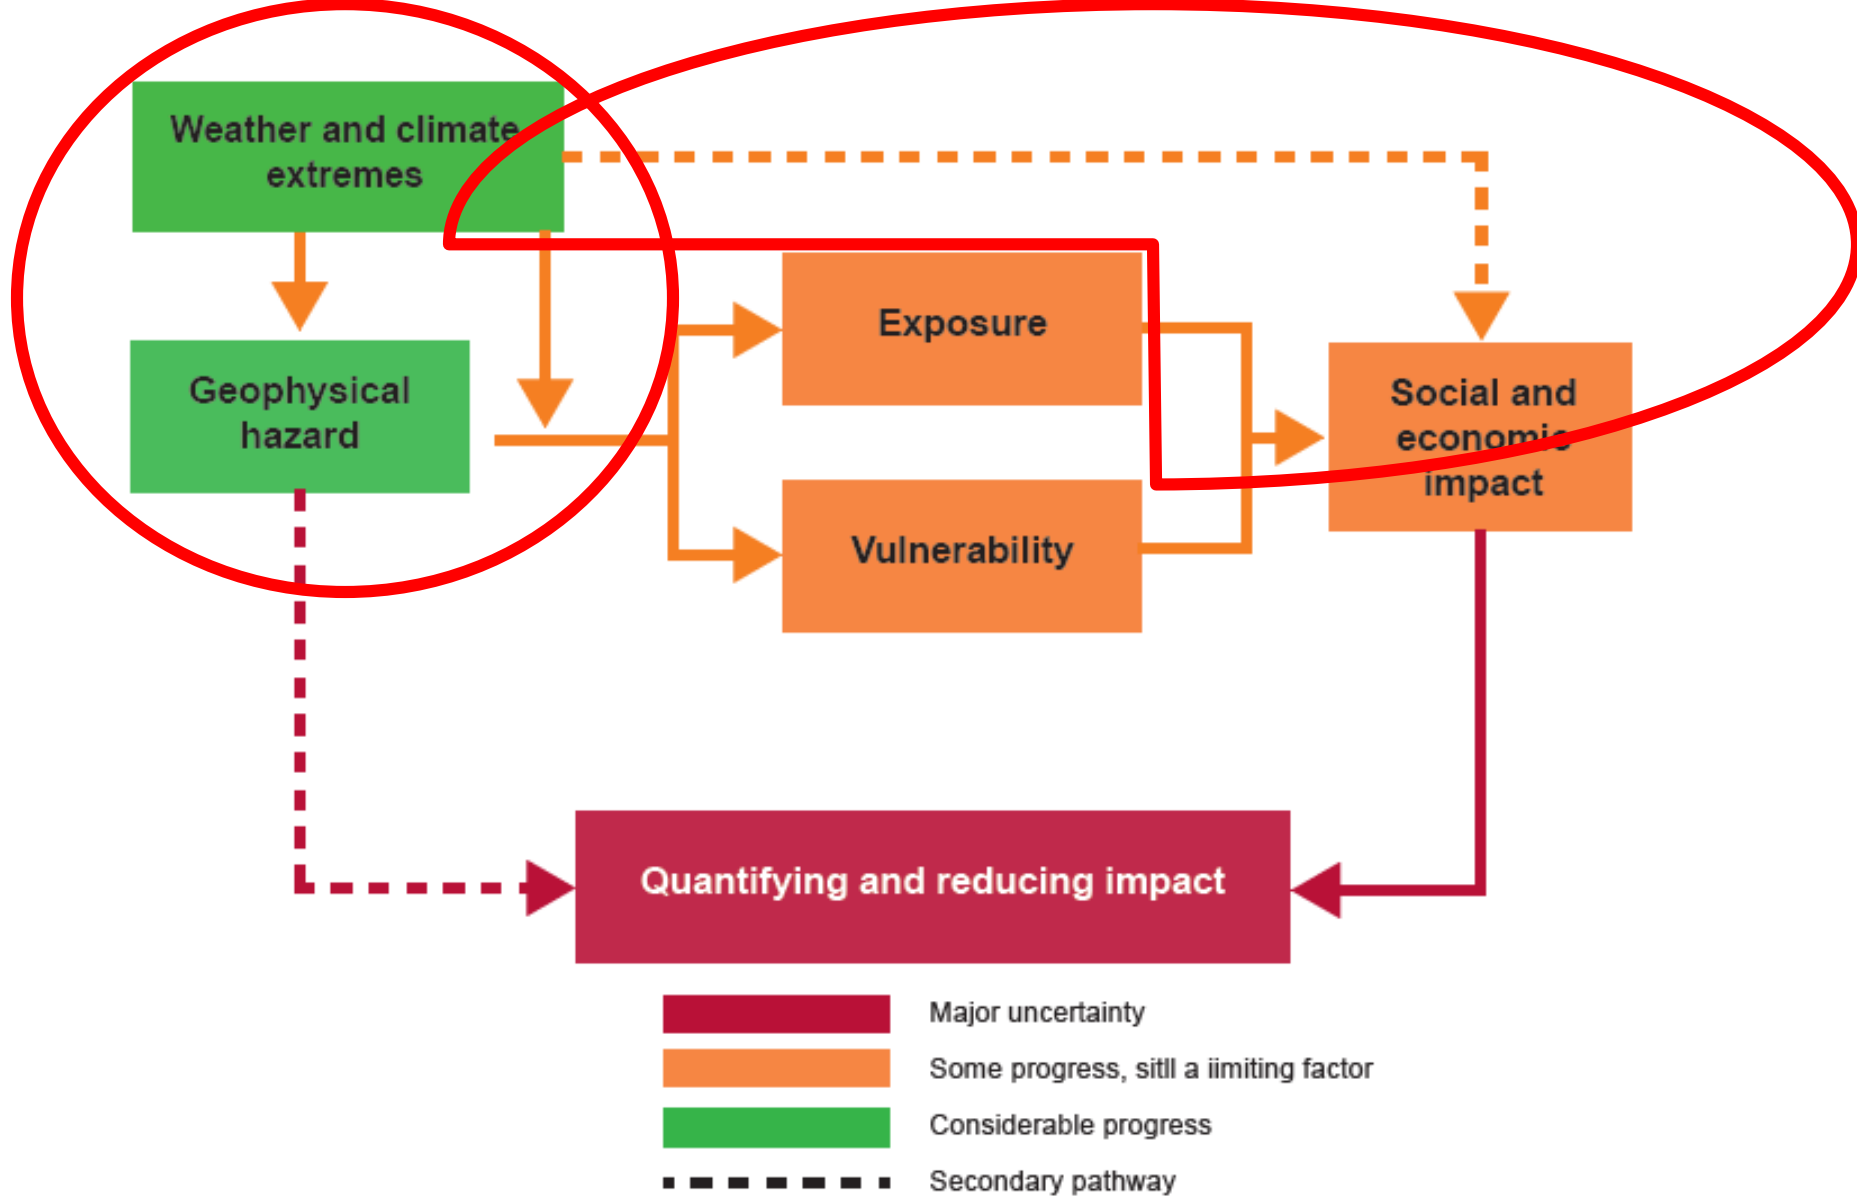 Weather and climate
extremes
Geophysical
hazard
Exposure
Vulnerability
Social and
economic
impact
Quantifying and reducing impact
Major uncertainty
Some progress, sitll a iimiting factor
Considerable progress
Secondary pathway